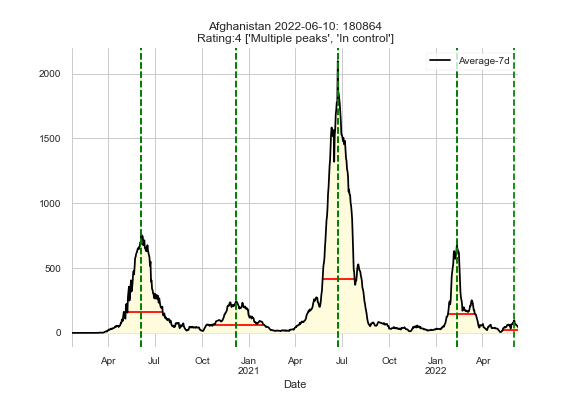 Afghanistan 2022-06-10: 180864
Rating:4 ['Multiple peaks', 'In control']
Average-7d
2000
1500
1000
500
0
Apr Jul Oct Jan Apr Jul Oct Jan Apr
2021 2022
Date